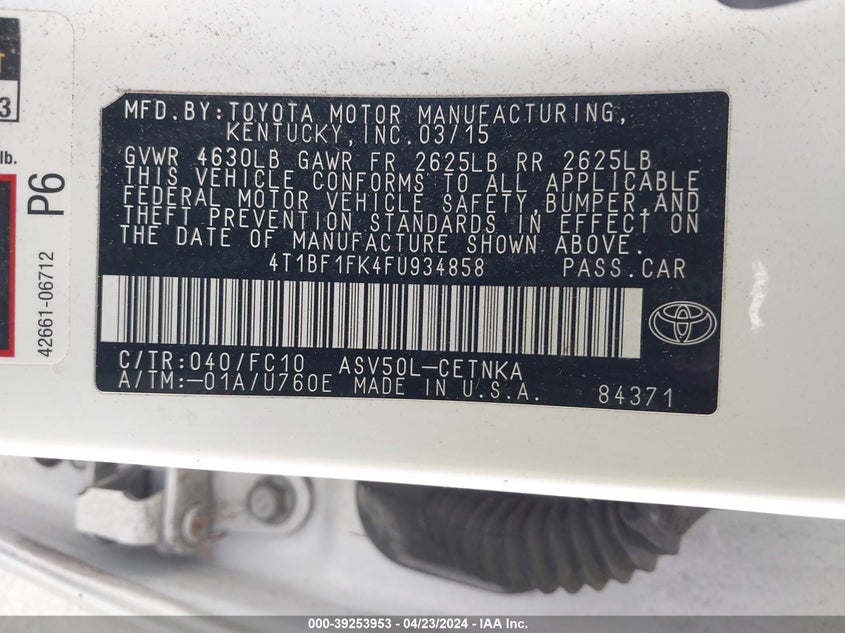 T
3
lb.
P6
42661-06712
MFD.BY:TOYOTA MOTOR MANUFACTURING,
KENTUCKY,INC.03/15
GVWR 4630LB GAWR FR 2625LB RR 2625LB
THIS VEHICLE CONFORMS TO ALL APPLICABLE
FEDERAL MOTOR VEHICLE SAFETY,BUMPER,AND
THEFT PREVENTION STANDARDS IN EFFECT ON
THE DATE OF MANUFACTURE SHOWN ABOVE.
4T1BF1FK4FU934858 PASS.CAR
C/TR:040/FC10 ASV50L-CETNKA
A/TM:-01A/U760E MADE IN U.S.A. 84371
000-39253953 - 04/23/2024 - IAA Inc.